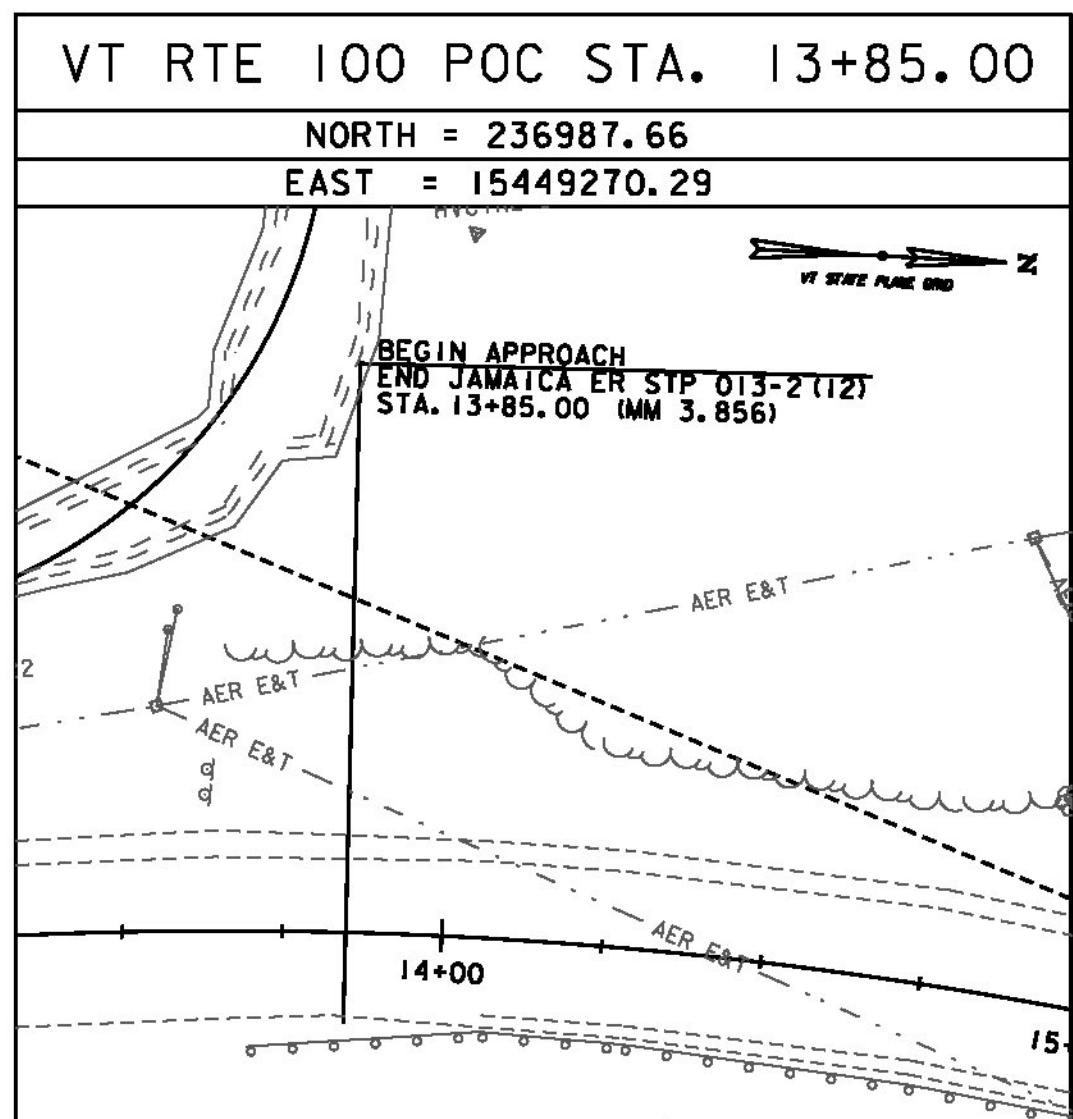 VT RTE 100 POC STA. 13+85.00
NORTH = 236987.66
EAST = 15449270.29
N
VT STATE PLANE GRID
BEGIN APPROACH
END JAMAICA ER STP 013-2(12)
STA. 13+85.00 (MM 3.856)
AER E&T
2
AER E&T
AER E&T
AER E&T
14+00
15+